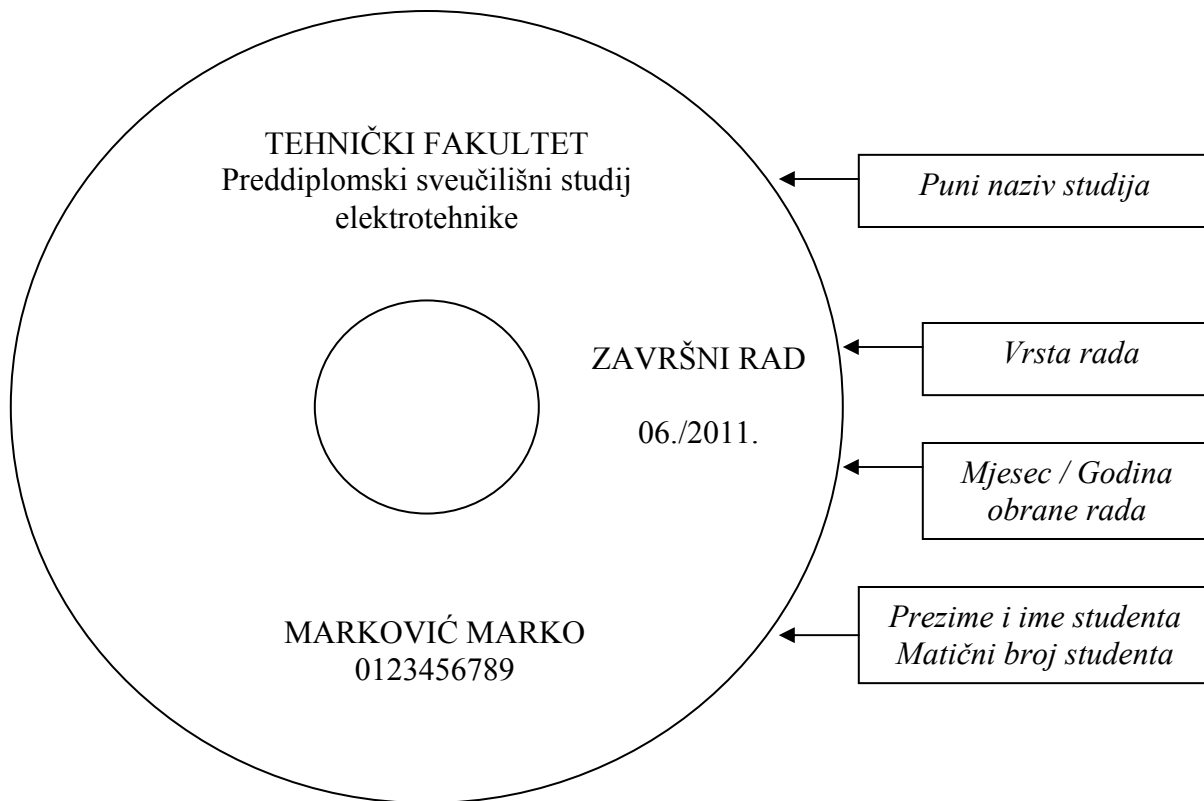 TEHNIČKI FAKULTET
Preddiplomski sveučilišni studij
elektrotehnike
Puni naziv studija
ZAVRŠNI RAD
Vrsta rada
06./2011.
Mjesec / Godina
obrane rada
MARKOVIĆ MARKO
0123456789
Prezime i ime studenta
Matični broj studenta